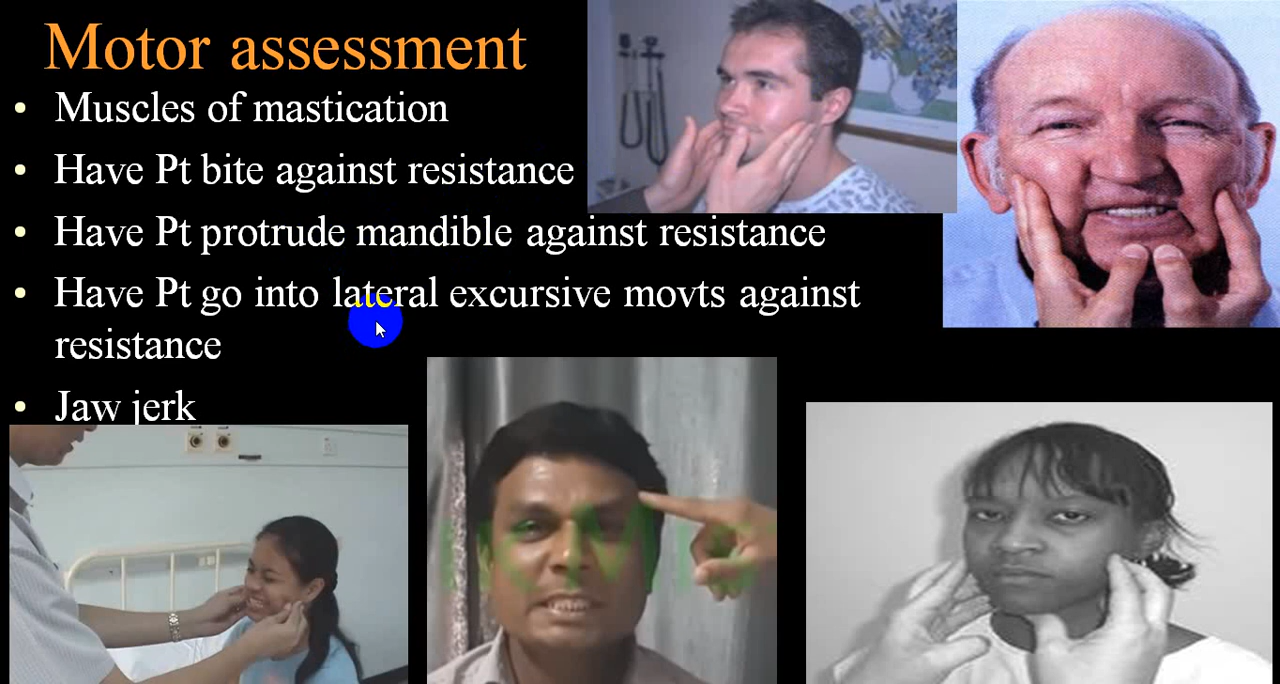 Motor assessment
• Muscles of mastication
• Have Pt bite against resistance
• Have Pt protrude mandible against resistance
• Have Pt go into lateral excursive movts against
resistance
• Jaw jerk